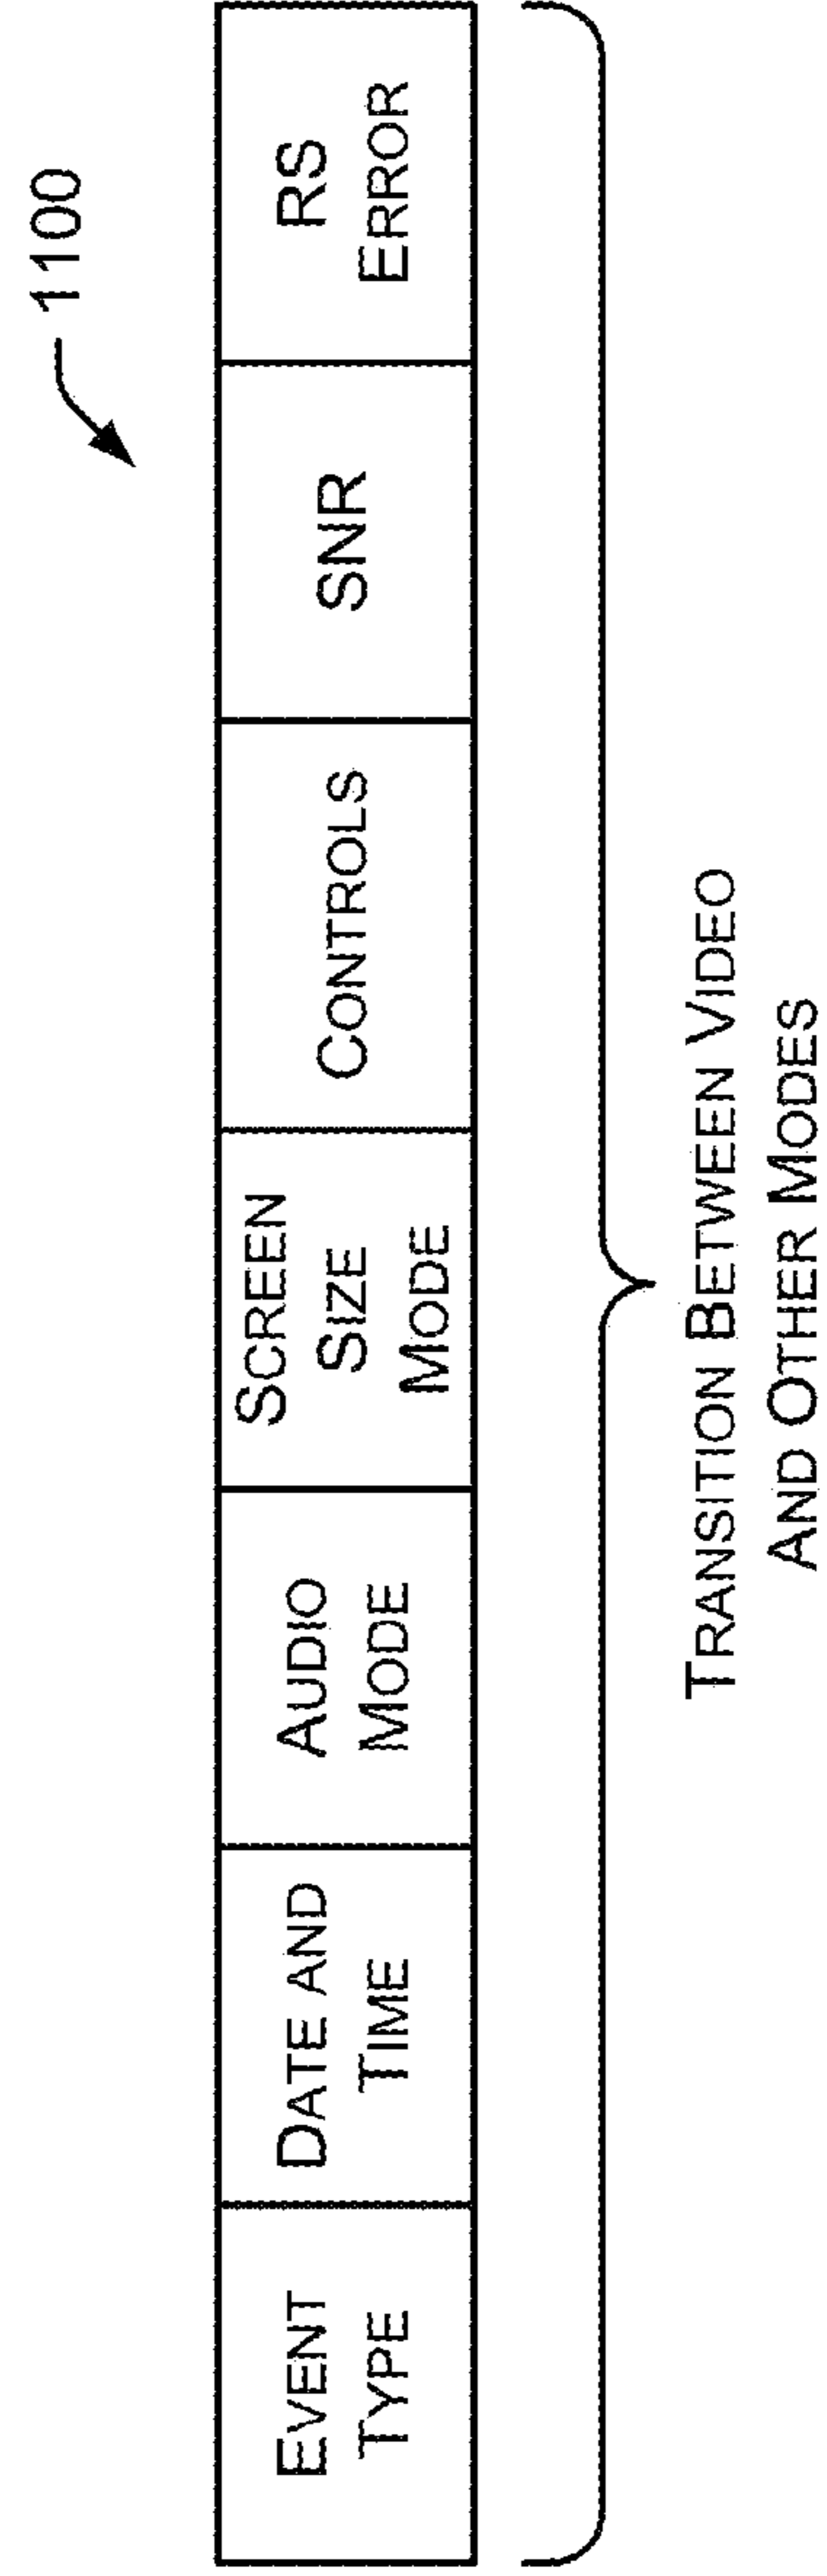 1100
EVENT
TYPE
DATE AND
TIME
AUDIO
MODE
SCREEN
SIZE
MODE
CONTROLS
SNR
RS
ERROR
TRANSITION BETWEEN VIDEO
AND OTHER MODES